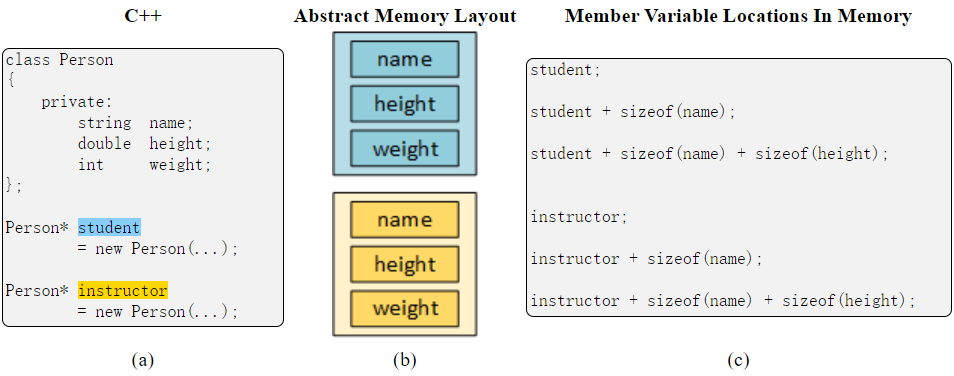 C++
class Person
{
private:
string name;
double height;
int weight;
};
Person* student
= new Person(...);
Person* instructor
= new Person(...);
(a)
Abstract Memory Layout
name
height
weight
name
height
weight
(b)
Member Variable Locations In Memory
student;
student + sizeof(name);
student + sizeof(name) + sizeof(height);
instructor;
instructor + sizeof(name);
instructor + sizeof(name) + sizeof(height);
(c)